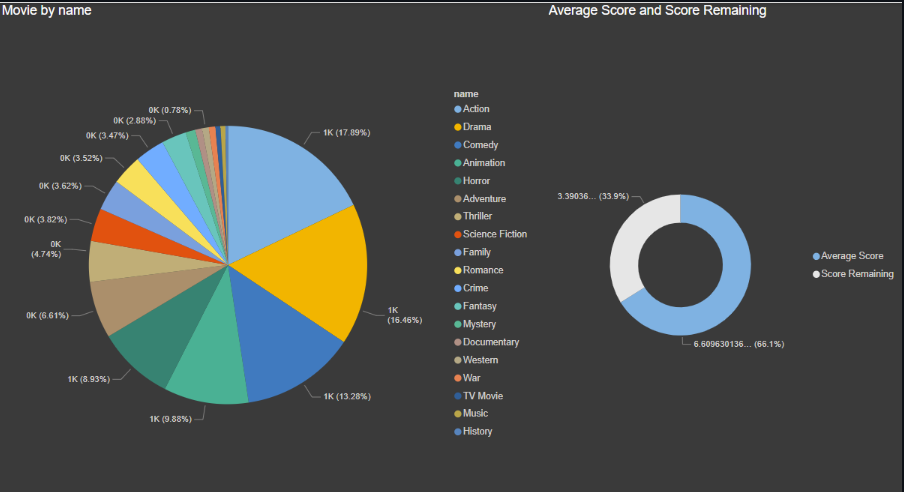 Movie by name
Average Score and Score Remaining
0K (0.78%)
0K (2.88%)
0K (3.47%)
0K (3.52%)
0K (3.62%)
0K (3.82%)
0K
(4.74%)
0K (6.61%)
1K (8.93%)
1K (9.88%)
1K (17.89%)
1K
(16.46%)
1K (13.28%)
name
Action
Drama
Comedy
Animation
Horror
Adventure
Thriller
Science Fiction
Family
Romance
Crime
Fantasy
Mystery
Documentary
Western
War
TV Movie
Music
History
3.39036... (33.9%)
6.609630136... (66.1%)
Average Score
Score Remaining